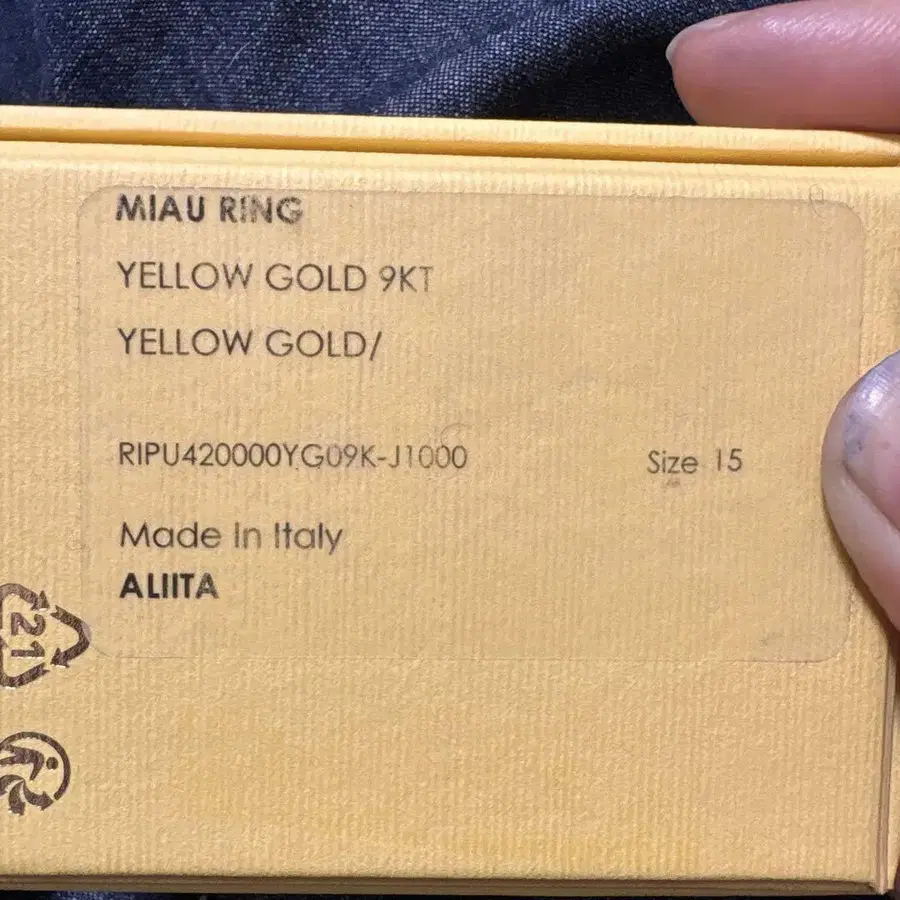 MIAU RING
YELLOW GOLD 9KT
YELLOW GOLD/
RIPU420000YG09K-J1000
Size 15
Made In Italy
ALIITA
21